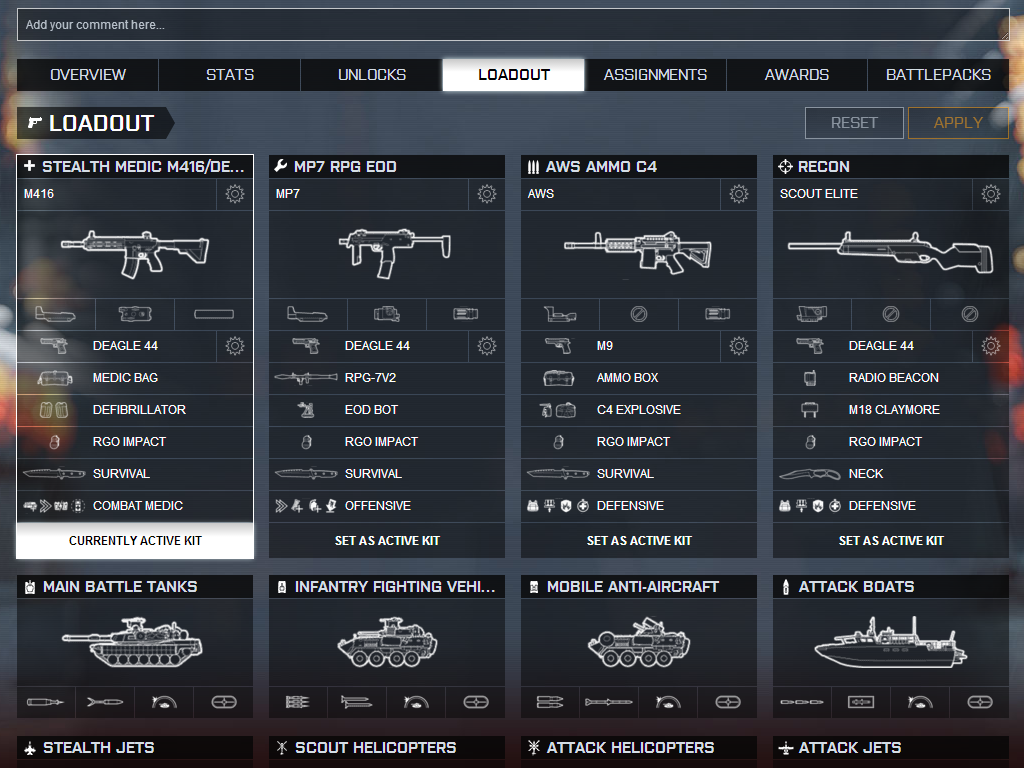 Add your comment here...
OVERVIEW STATS UNLOCKS LOADOUT ASSIGNMENTS AWARDS BATTLEPACKS
LOADOUT RESET APPLY
STEALTH MEDIC M416/DE...
M416
DEAGLE 44
MEDIC BAG
DEFIBRILLATOR
RGO IMPACT
SURVIVAL
COMBAT MEDIC
CURRENTLY ACTIVE KIT
MP7 RPG EOD
MP7
DEAGLE 44
RPG-7V2
EOD BOT
RGO IMPACT
SURVIVAL
OFFENSIVE
SET AS ACTIVE KIT
AWS AMMO C4
AWS
M9
AMMO BOX
C4 EXPLOSIVE
RGO IMPACT
SURVIVAL
DEFENSIVE
SET AS ACTIVE KIT
RECON
SCOUT ELITE
DEAGLE 44
RADIO BEACON
M18 CLAYMORE
RGO IMPACT
NECK
DEFENSIVE
SET AS ACTIVE KIT
MAIN BATTLE TANKS
INFANTRY FIGHTING VEHI...
MOBILE ANTI-AIRCRAFT
ATTACK BOATS
STEALTH JETS
SCOUT HELICOPTERS
ATTACK HELICOPTERS
ATTACK JETS